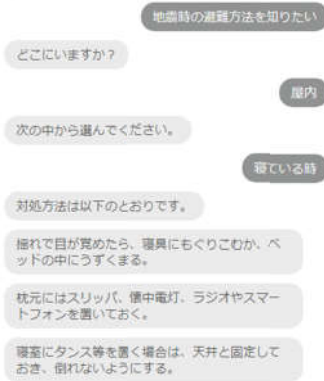 地震時の避難方法を知りたい
どこにいますか？
屋内
次の中から選んでください。
寝ている時
対処方法は以下のとおりです。
揺れで目が覚めたら、寝具にもぐりこむか、ベ
ッドの中にうずくまる。
枕元にはスリッパ、懐中電灯、ラジオやスマー
トフォンを置いておく。
寝室にタンス等を置く場合は、天井と固定して
おき、倒れないようにする。